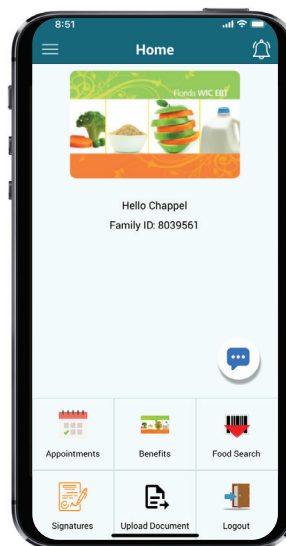 8:51
Home
Florida WIC EBT
Hello Chappel
Family ID: 8039561
Appointments
Benefits
Food Search
Signatures
Upload Document
Logout